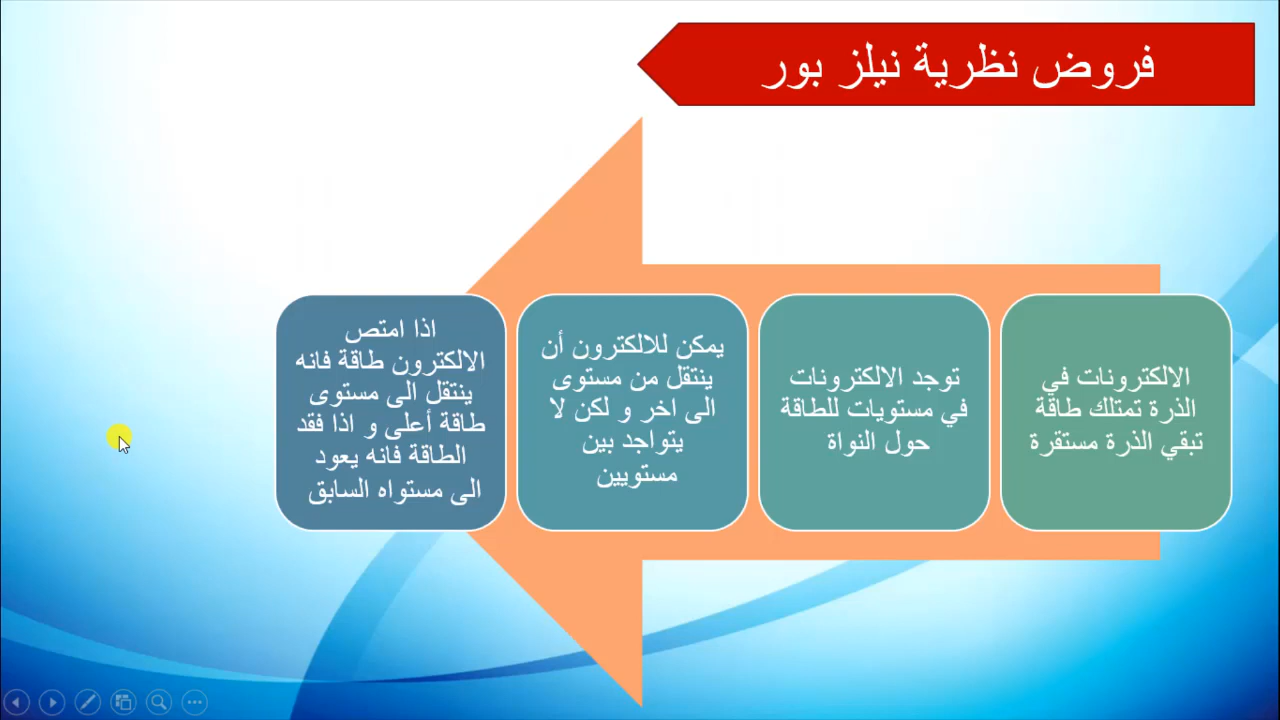 فروض نظرية نيلز بور
الالكترونات في
الذرة تمتلك طاقة
تبقي الذرة مستقرة
توجد الالكترونات
في مستويات للطاقة
حول النواة
يمكن للالكترون أن
ينتقل من مستوى
الى اخر و لكن لا
يتواجد بين
مستويين
اذا امتص
الالكترون طاقة فانه
ينتقل الى مستوى
طاقة أعلى و اذا فقد
الطاقة فانه يعود
الى مستواه السابق